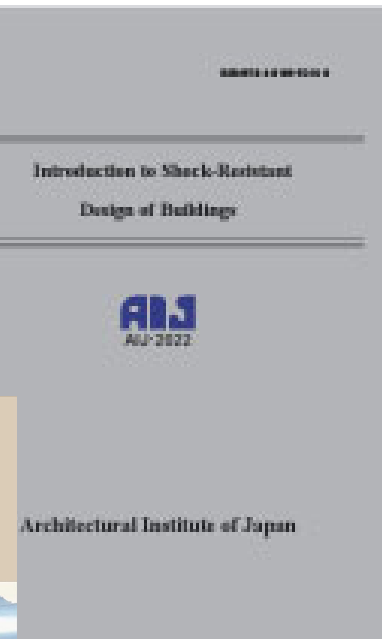 Introduction to Shock-Resistant
Design of Buildings
AIJ
AIJ-2022
Architectural Institute of Japan